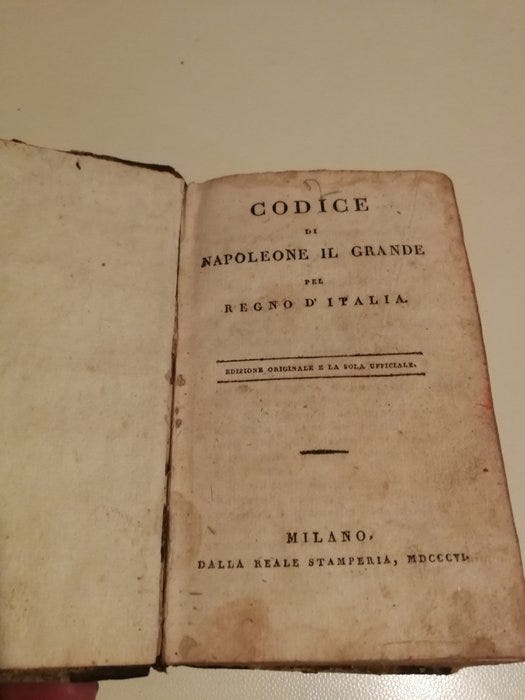 CODICE
DI
NAPOLEONE IL GRANDE
PEL
REGNO D'ITALIA.
EDIZIONE ORIGINALE E LA SOLA UFFICIALE.
MILANO,
DALLA REALE STAMPERIA, MDCCCVI.